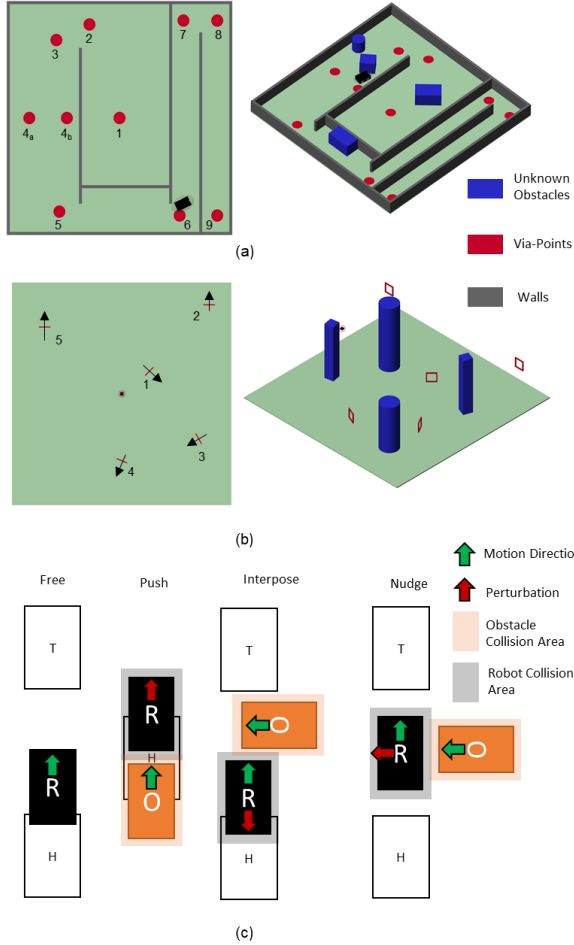 2
7
8
3
4a
4b
1
5
6
9
Unknown
Obstacles
Via-Points
Walls
(a)
2
5
1
3
4
(b)
Motion Directio
Perturbation
Obstacle
Collision Area
Robot Collision
Area
Free
Push
Interpose
Nudge
T
T
T
R
O
R
O
R
H
R
O
H
H
H
(c)